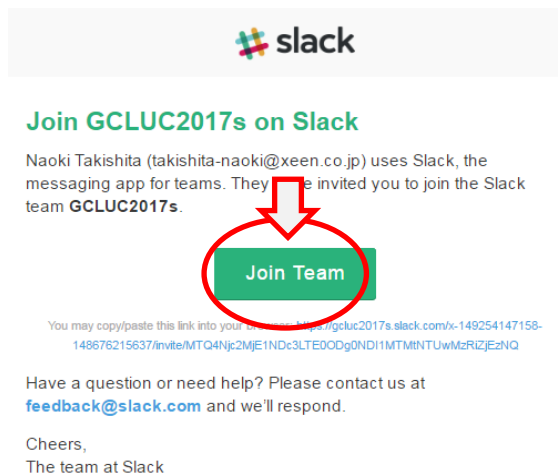 slack
Join GCLUC2017s on Slack
Naoki Takishita (takishita-naoki@xeen.co.jp) uses Slack, the
messaging app for teams. They invited you to join the Slack
team GCLUC2017s.
Join Team
You may copy/paste this link into your browser: https://gcluc2017s.slack.com/x-149254147158-
148676215637/invite/MTQ4Njc2MjE1NDc3LTE0ODg0NDI1MTMtNTUwMzRiZjEzNQ
Have a question or need help? Please contact us at
feedback@slack.com and we'll respond.
Cheers,
The team at Slack